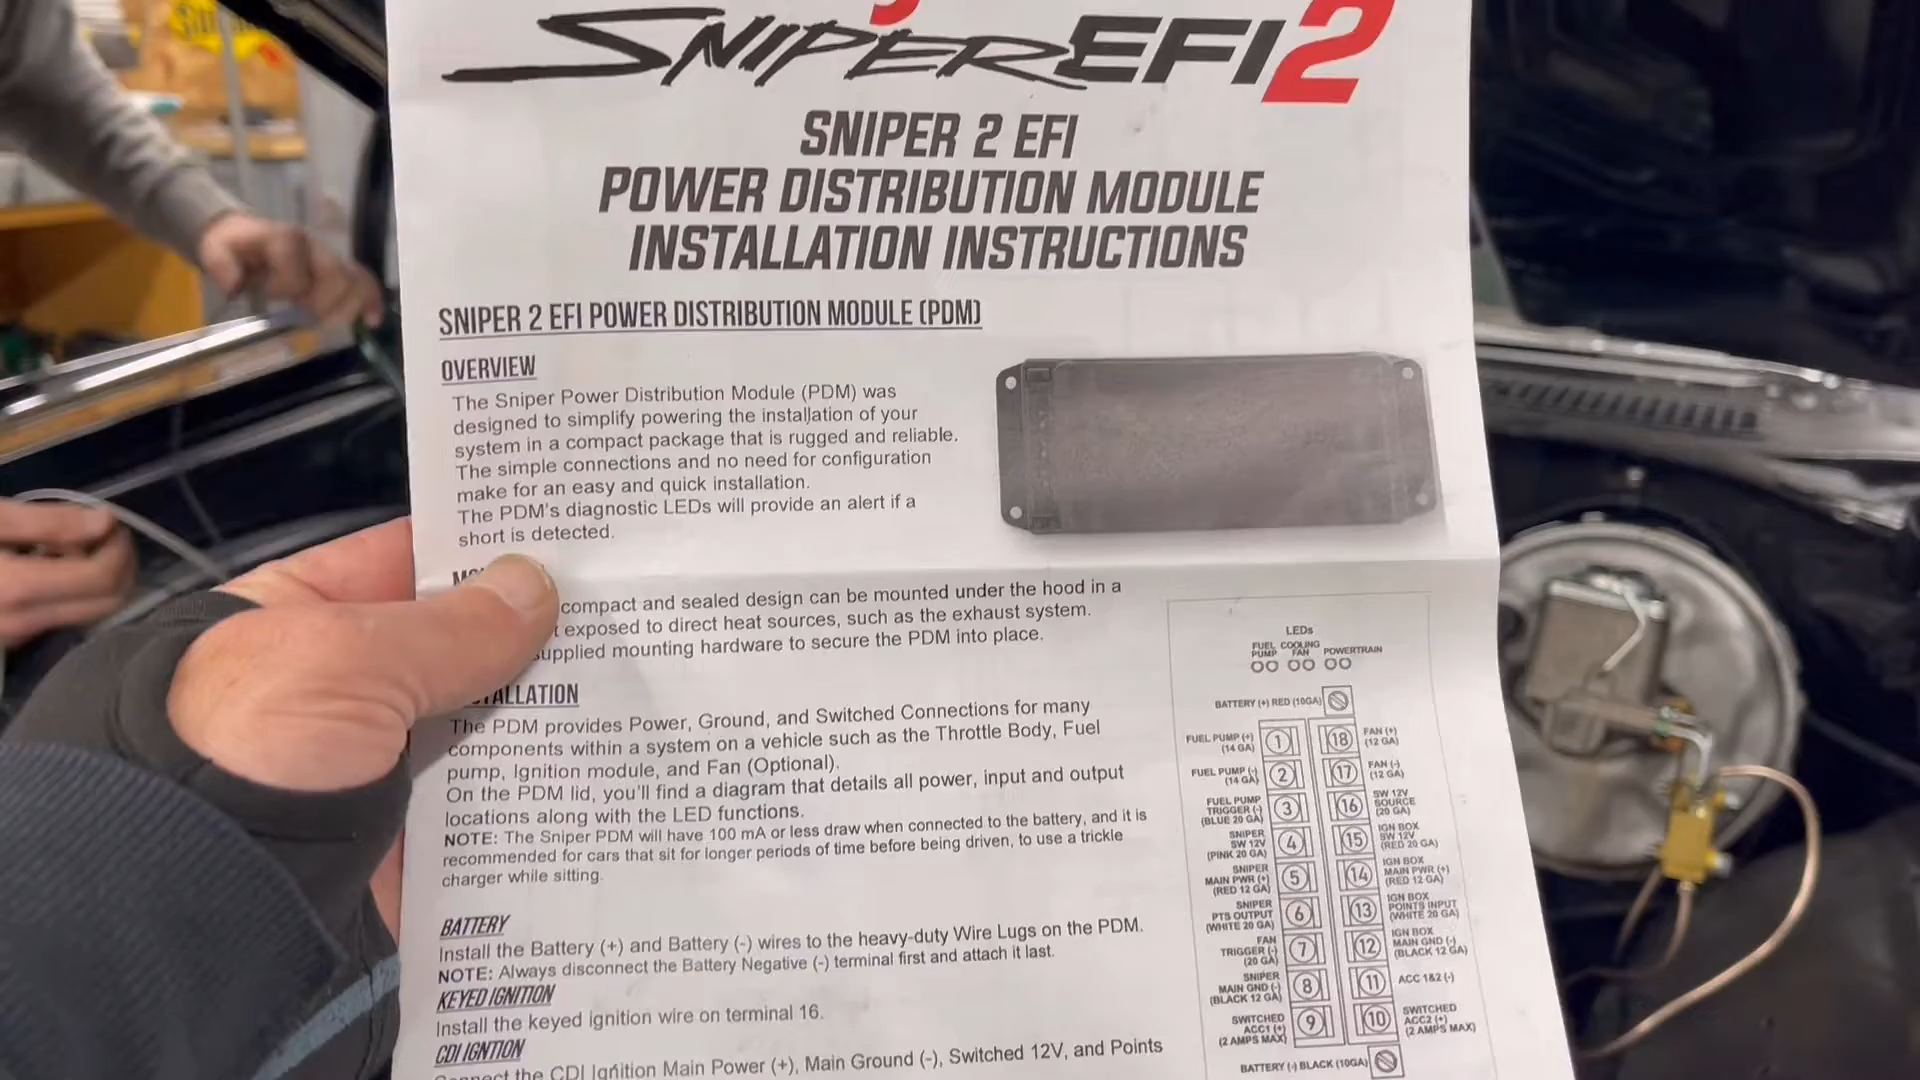 SNIPER EFI 2
SNIPER 2 EFI
POWER DISTRIBUTION MODULE
INSTALLATION INSTRUCTIONS
SNIPER 2 EFI POWER DISTRIBUTION MODULE (PDM)
OVERVIEW
The Sniper Power Distribution Module (PDM) was
designed to simplify powering the installation of your
system in a compact package that is rugged and reliable.
The simple connections and no need for configuration
make for an easy and quick installation.
The PDM's diagnostic LEDs will provide an alert if a
short is detected.
compact and sealed design can be mounted under the hood in a
exposed to direct heat sources, such as the exhaust system.
supplied mounting hardware to secure the PDM into place.
TALLATION
The PDM provides Power, Ground, and Switched Connections for many
components within a system on a vehicle such as the Throttle Body, Fuel
pump, Ignition module, and Fan (Optional).
On the PDM lid, you'll find a diagram that details all power, input and output
locations along with the LED functions.
NOTE: The Sniper PDM will have 100 mA or less draw when connected to the battery, and it is
recommended for cars that sit for longer periods of time before being driven, to use a trickle
charger while sitting.
BATTERY
Install the Battery (+) and Battery (-) wires to the heavy-duty Wire Lugs on the PDM.
NOTE: Always disconnect the Battery Negative (-) terminal first and attach it last.
KEYED IGNITION
Install the keyed ignition wire on terminal 16.
CDI IGNTION
Connect the CDI Ignition Main Power (+), Main Ground (-), Switched 12V, and Points
LEDs
FUEL PUMP
COOLING FAN
POWERTRAIN
BATTERY (+) RED (10GA)
FUEL PUMP (+)
(14 GA)
1
FUEL PUMP (-)
(14 GA)
2
FUEL PUMP
TRIGGER (-)
(BLUE 20 GA)
3
SNIPER
SW 12V
(PINK 20 GA)
4
SNIPER
MAIN PWR (+)
(RED 12 GA)
5
SNIPER
PTS OUTPUT
(WHITE 20 GA)
6
FAN
TRIGGER (-)
(20 GA)
7
SNIPER
MAIN GND (-)
(BLACK 12 GA)
8
SWITCHED
ACC1 (+)
(2 AMPS MAX)
9
18
FAN (+)
(12 GA)
17
FAN (-)
(12 GA)
16
SW 12V
SOURCE
(20 GA)
15
IGN BOX
SW 12V
(RED 20 GA)
14
IGN BOX
MAIN PWR (+)
(RED 12 GA)
13
IGN BOX
POINTS INPUT
(WHITE 20 GA)
12
IGN BOX
MAIN GND (-)
(BLACK 12 GA)
11
ACC 1&2 (-)
10
SWITCHED
ACC2 (+)
(2 AMPS MAX)
BATTERY (-) BLACK (10GA)